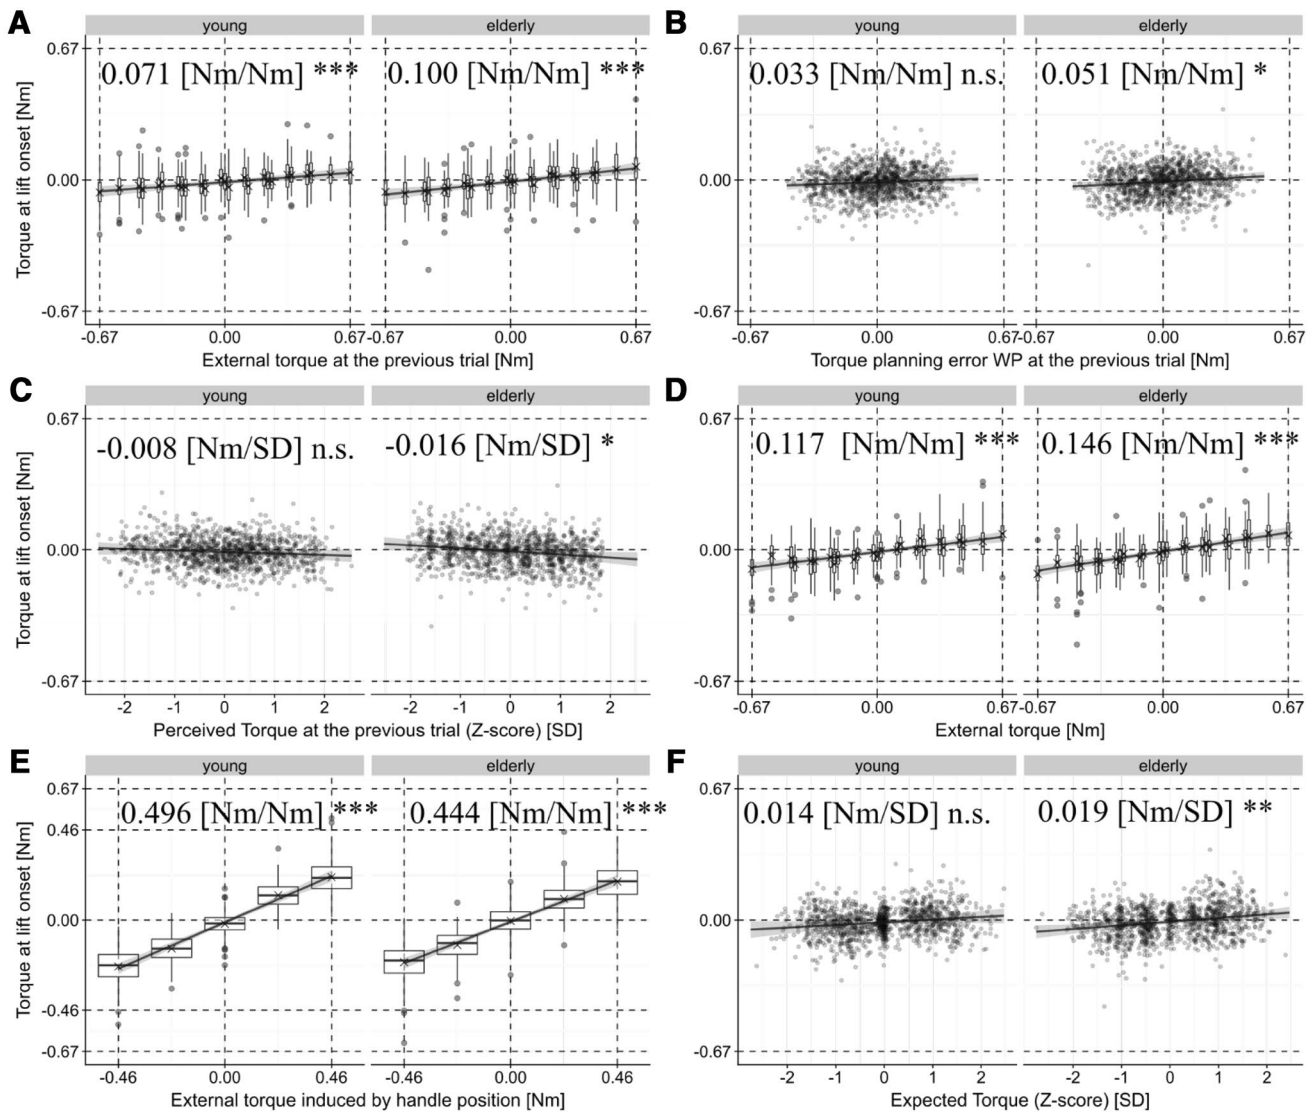 A
young
elderly
0.67
0.00
-0.67
Torque at lift onset [Nm]
0.071 [Nm/Nm] ***
0.100 [Nm/Nm] ***
-0.67
0.00
0.67
-0.67
0.00
0.67
External torque at the previous trial [Nm]
B
young
elderly
0.67
0.00
-0.67
0.033 [Nm/Nm] n.s.
0.051 [Nm/Nm] *
-0.67
0.00
0.67
-0.67
0.00
0.67
Torque planning error WP at the previous trial [Nm]
C
young
elderly
0.67
0.00
-0.67
Torque at lift onset [Nm]
-0.008 [Nm/SD] n.s.
-0.016 [Nm/SD] *
-2 -1 0 1 2
-2 -1 0 1 2
Perceived Torque at the previous trial (Z-score) [SD]
D
young
elderly
0.67
0.00
-0.67
0.117 [Nm/Nm] ***
0.146 [Nm/Nm] ***
-0.67
0.00
0.67
-0.67
0.00
0.67
External torque [Nm]
E
young
elderly
0.67
0.46
0.00
-0.46
-0.67
Torque at lift onset [Nm]
0.496 [Nm/Nm] ***
0.444 [Nm/Nm] ***
-0.46
0.00
0.46
-0.46
0.00
0.46
External torque induced by handle position [Nm]
F
young
elderly
0.67
0.00
-0.67
0.014 [Nm/SD] n.s.
0.019 [Nm/SD] **
-2 -1 0 1 2
-2 -1 0 1 2
Expected Torque (Z-score) [SD]